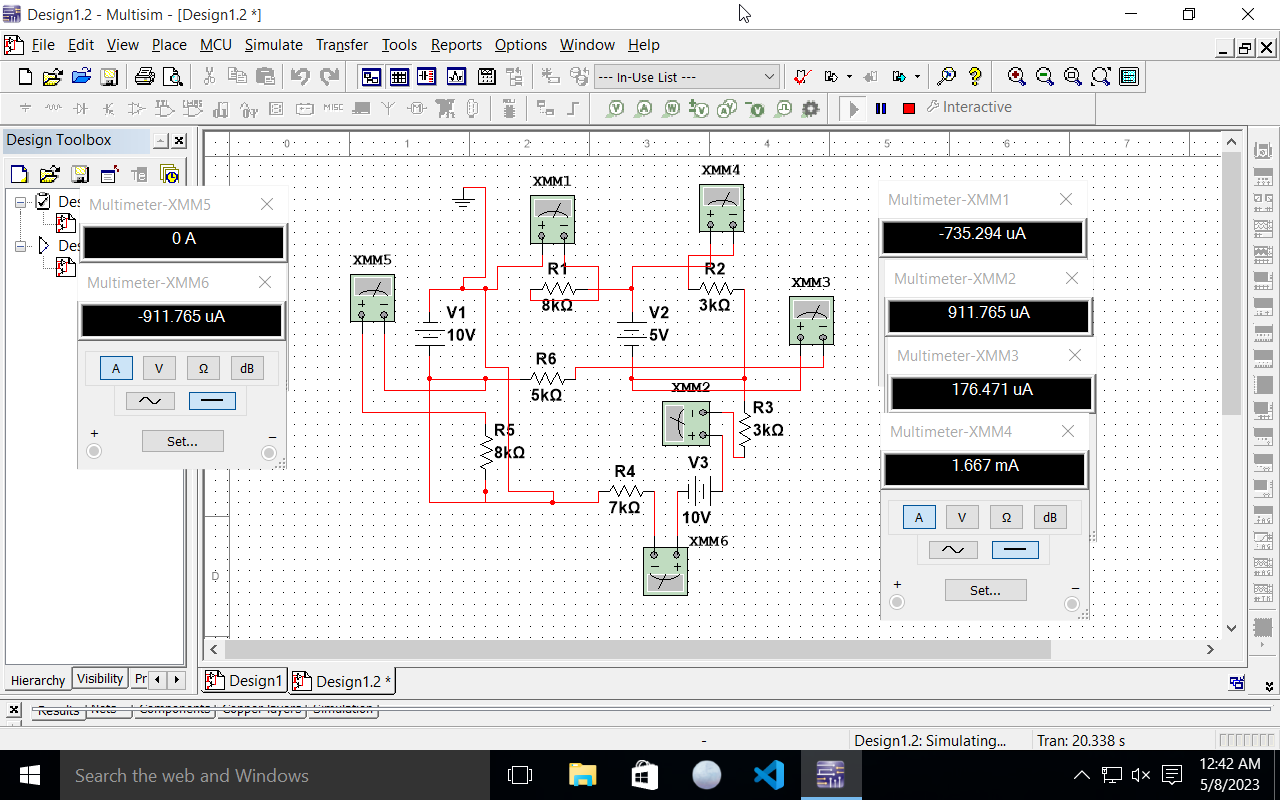 Design1.2 - Multisim - [Design1.2 *]
File Edit View Place MCU Simulate Transfer Tools Reports Options Window Help
--- In-Use List ---
MISC
Interactive
Design Toolbox
Des
Des
Hierarchy Visibility Pr
0 1 2 3 4 5 6 7
D
Multimeter-XMM5
0 A
Multimeter-XMM6
-911.765 uA
A V Ω dB
+ Set... −
XMM1
XMM4
XMM5
R1
8kΩ
R2
3kΩ
XMM3
V1
10V
V2
5V
R6
5kΩ
XMM2
R3
3kΩ
R5
8kΩ
R4
7kΩ
V3
10V
XMM6
Multimeter-XMM1
-735.294 uA
Multimeter-XMM2
911.765 uA
Multimeter-XMM3
176.471 uA
Multimeter-XMM4
1.667 mA
A V Ω dB
+ Set... −
Design1 Design1.2 *
Results Nets Components Copper layers Simulation
- Design1.2: Simulating... Tran: 20.338 s
Search the web and Windows
12:42 AM
5/8/2023